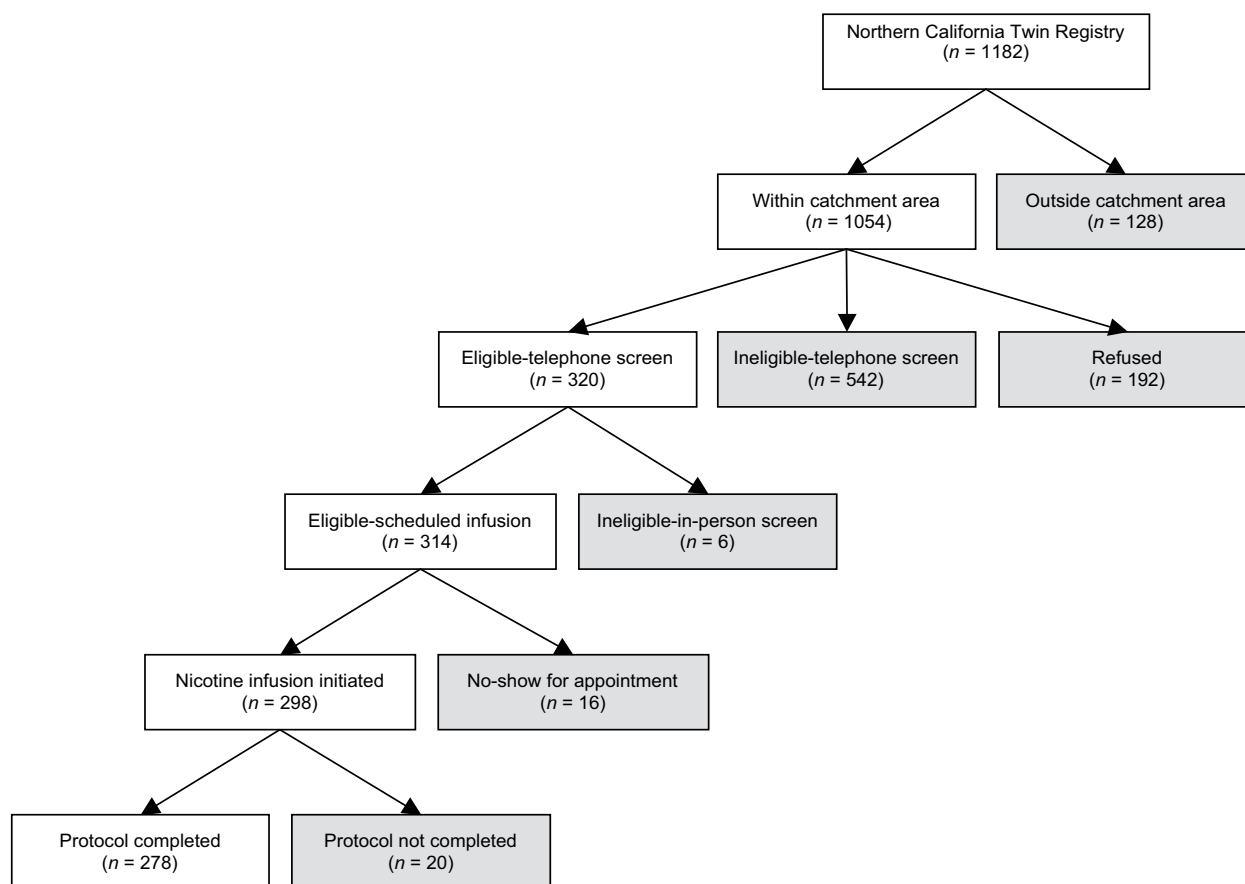 Northern California Twin Registry
(n = 1182)
Within catchment area
(n = 1054)
Outside catchment area
(n = 128)
Eligible-telephone screen
(n = 320)
Ineligible-telephone screen
(n = 542)
Refused
(n = 192)
Eligible-scheduled infusion
(n = 314)
Ineligible-in-person screen
(n = 6)
Nicotine infusion initiated
(n = 298)
No-show for appointment
(n = 16)
Protocol completed
(n = 278)
Protocol not completed
(n = 20)